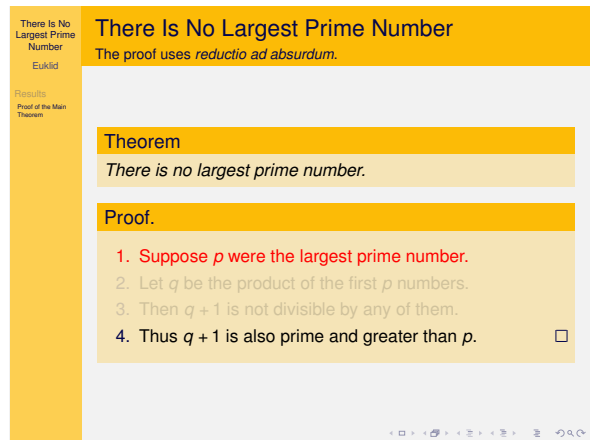 There Is No
Largest Prime
Number
Euklid
Results
Proof of the Main
Theorem
There Is No Largest Prime Number
The proof uses reductio ad absurdum.
Theorem
There is no largest prime number.
Proof.
1. Suppose p were the largest prime number.
2. Let q be the product of the first p numbers.
3. Then q + 1 is not divisible by any of them.
4. Thus q + 1 is also prime and greater than p. □